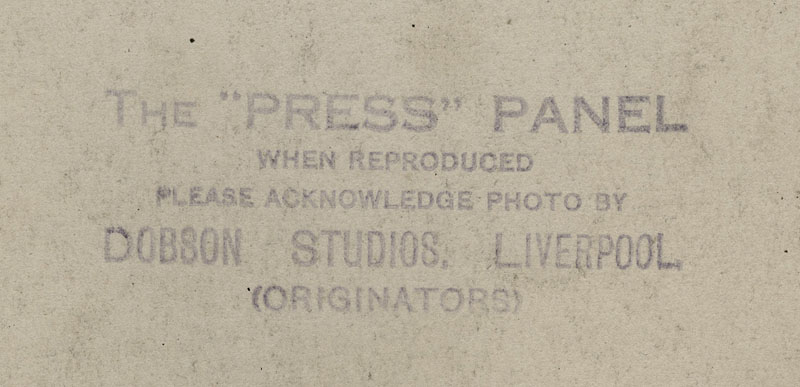 THE "PRESS" PANEL
WHEN REPRODUCED
PLEASE ACKNOWLEDGE PHOTO BY
DOBSON STUDIOS. LIVERPOOL.
(ORIGINATORS)